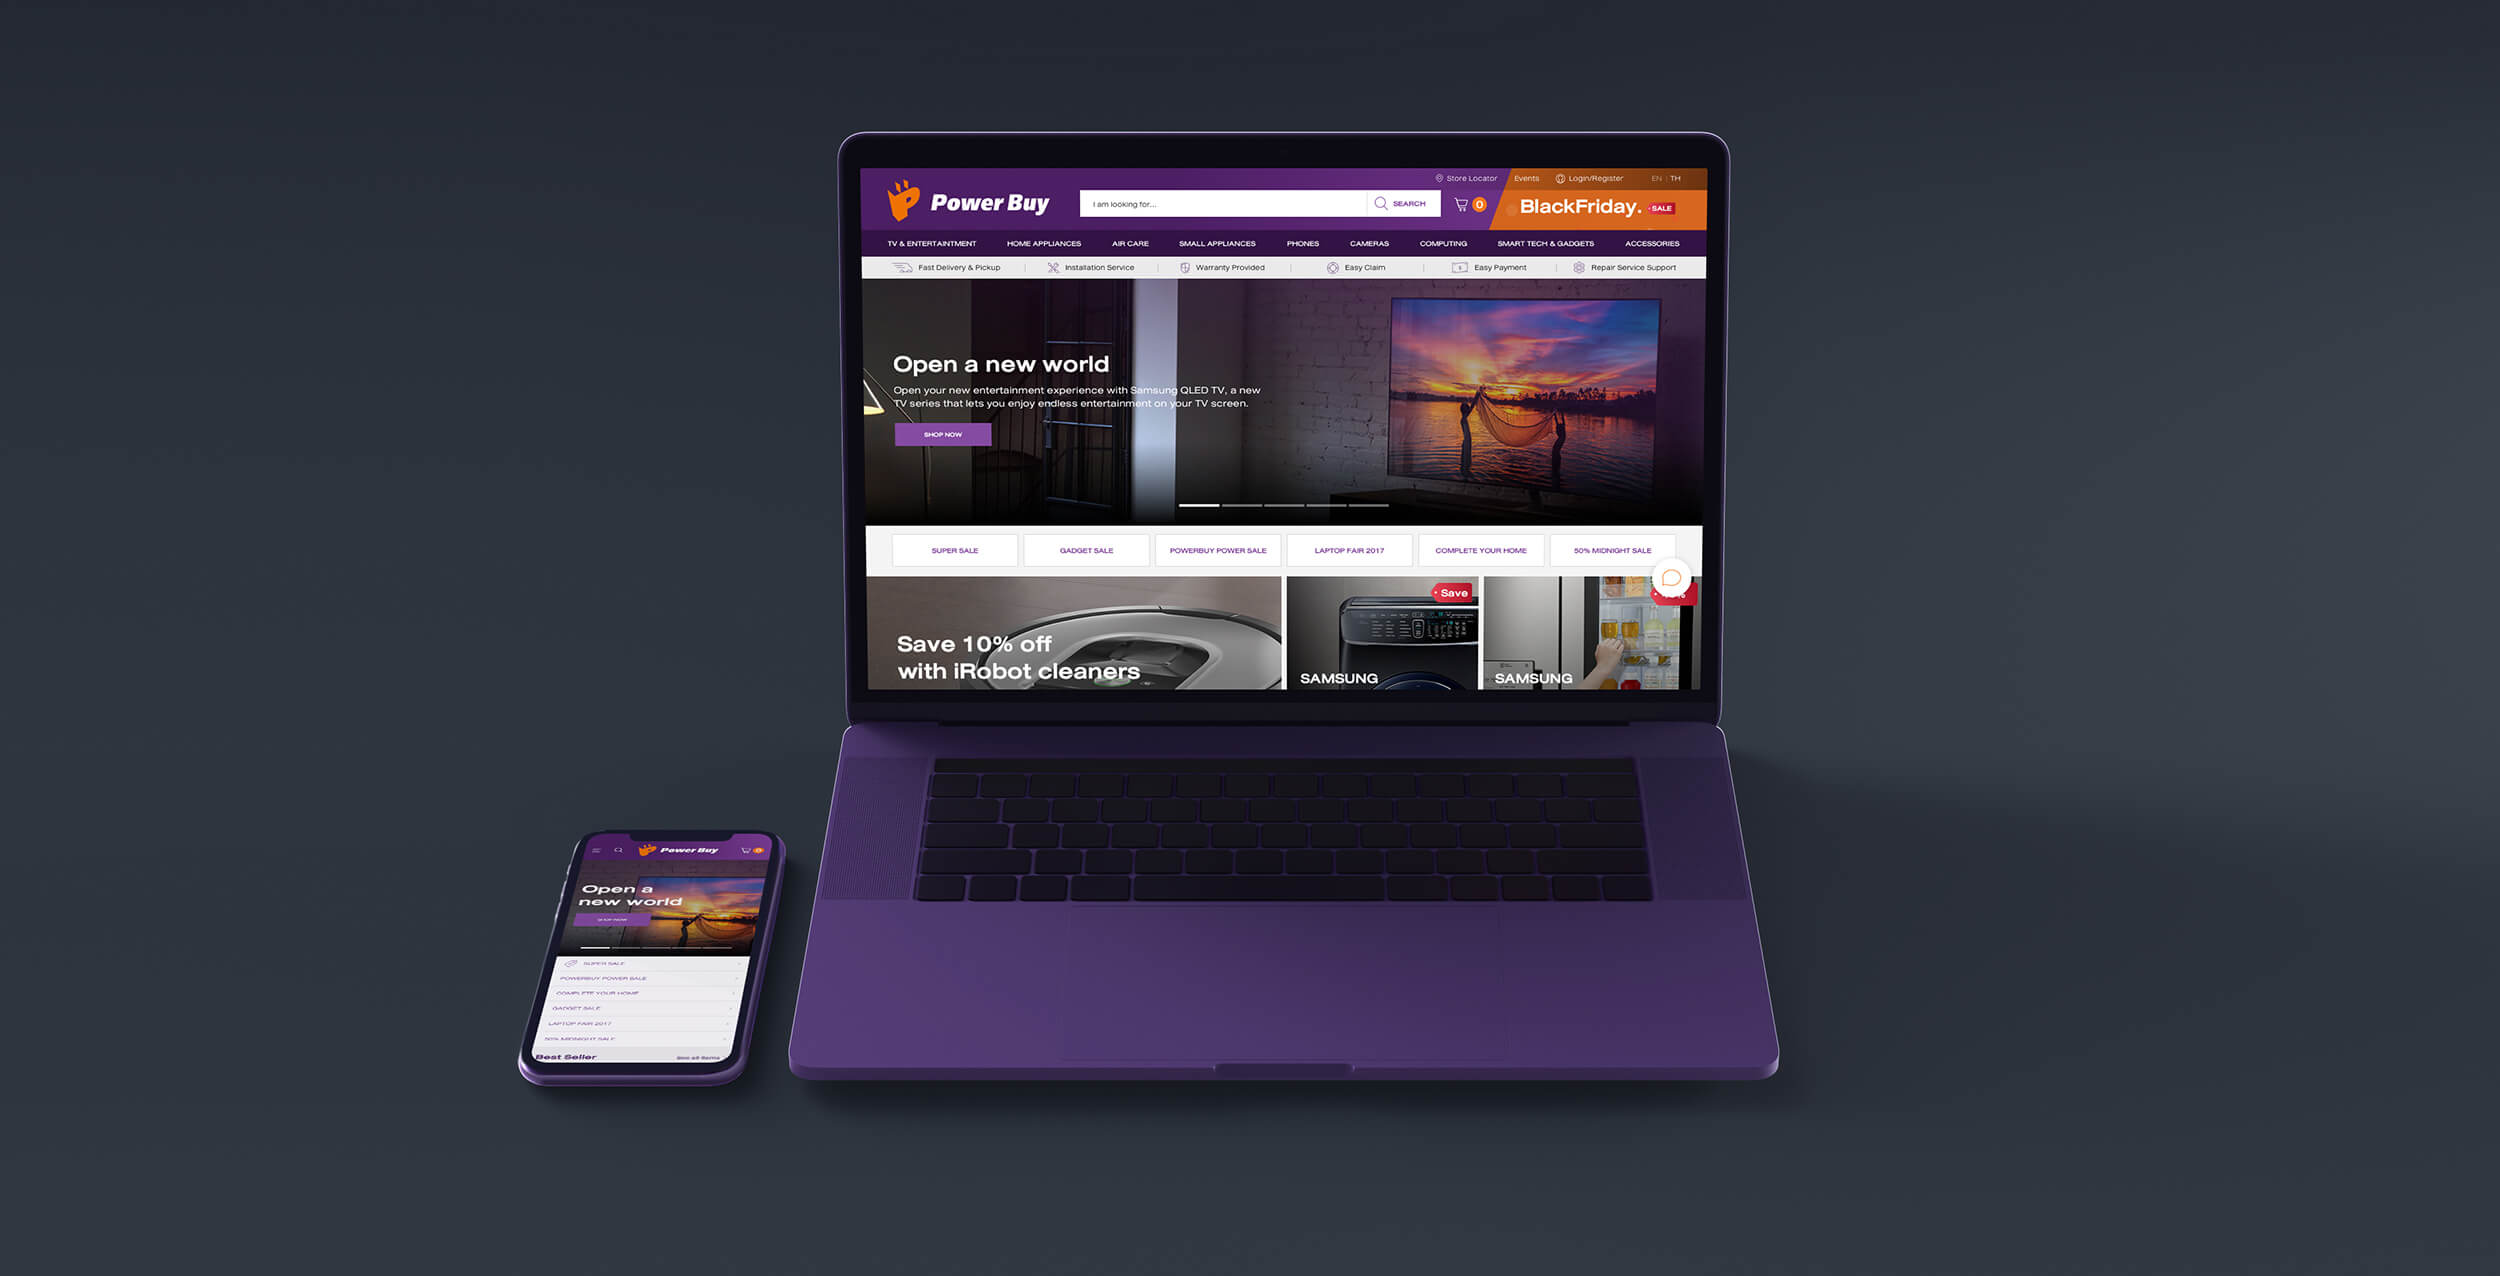 Store Locator
Events
Login/Register
EN | TH
Power Buy
I am looking for...
SEARCH
0
BlackFriday.
SALE
TV & ENTERTAINTMENT
HOME APPLIANCES
AIR CARE
SMALL APPLIANCES
PHONES
CAMERAS
COMPUTING
SMART TECH & GADGETS
ACCESSORIES
Fast Delivery & Pickup
Installation Service
Warranty Provided
Easy Claim
Easy Payment
Repair Service Support
Open a new world
Open your new entertainment experience with Samsung QLED TV, a new
TV series that lets you enjoy endless entertainment on your TV screen.
SHOP NOW
SUPER SALE
GADGET SALE
POWERBUY POWER SALE
LAPTOP FAIR 2017
COMPLETE YOUR HOME
50% MIDNIGHT SALE
Save 10% off
with iRobot cleaners
Save
SAMSUNG
SAMSUNG
Power Buy
0
Open a
new world
SHOP NOW
SUPER SALE
POWERBUY POWER SALE
COMPLETE YOUR HOME
GADGET SALE
LAPTOP FAIR 2017
50% MIDNIGHT SALE
Best Seller
See all items